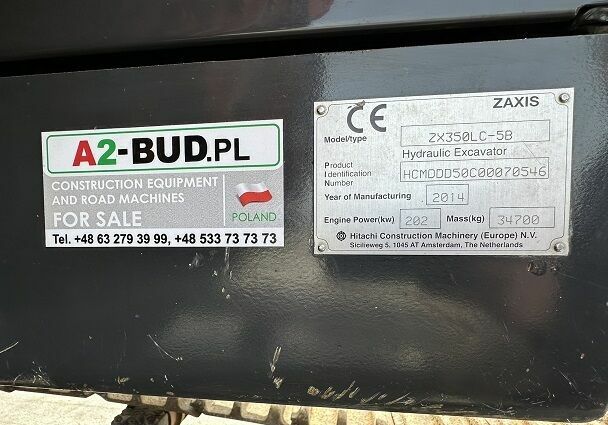 A2-BUD.PL
CONSTRUCTION EQUIPMENT
AND ROAD MACHINES
FOR SALE
POLAND
Tel. +48 63 279 39 99, +48 533 73 73 73
CE
ZAXIS
Model/type ZX350LC-5B
Hydraulic Excavator
Product
Identification
Number HCMDDD50C00070546
Year of Manufacturing 2014
Engine Power(kw) 202 Mass(kg) 34700
Hitachi Construction Machinery (Europe) N.V.
Sicilieweg 5, 1045 AT Amsterdam, The Netherlands